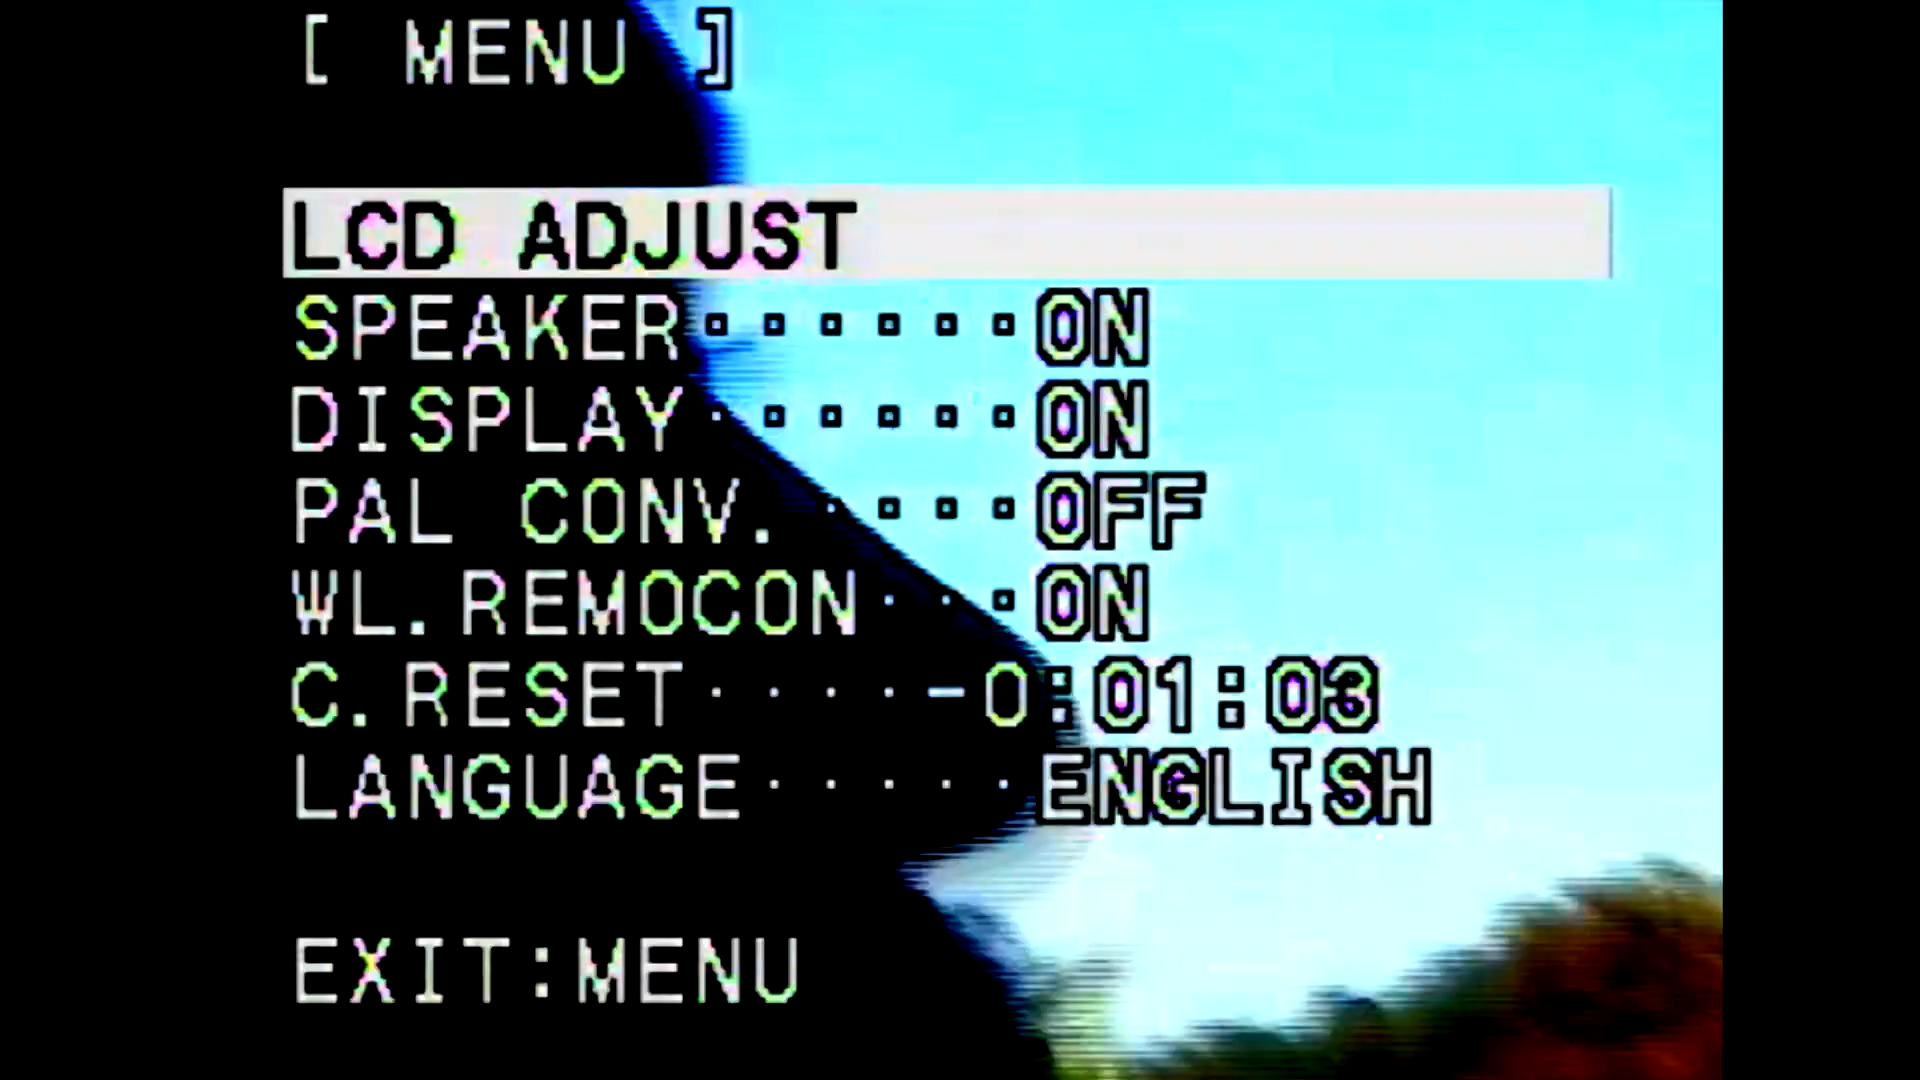 [ MENU ]
LCD ADJUST
SPEAKER······ON
DISPLAY······ON
PAL CONV.····OFF
WL.REMOCON···ON
C.RESET····-0:01:03
LANGUAGE·····ENGLISH
EXIT:MENU